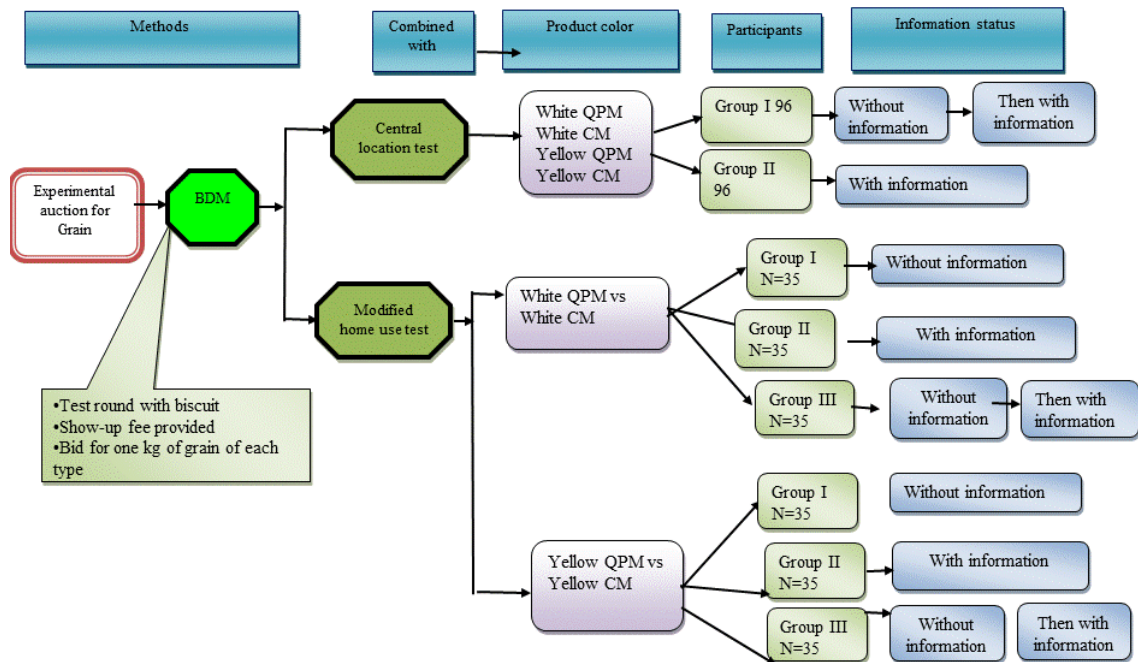 Methods
Combined
with
Product color
Participants
Information status
Central
location test
White QPM
White CM
Yellow QPM
Yellow CM
Group I 96
Without
information
Then with
information
Group II
96
With information
Experimental
auction for
Grain
BDM
Modified
home use test
White QPM vs
White CM
Group I
N=35
Without information
Group II
N=35
With information
Group III
N=35
Without
information
Then with
information
•Test round with biscuit
•Show-up fee provided
•Bid for one kg of grain of each
type
Yellow QPM vs
Yellow CM
Group I
N=35
Without information
Group II
N=35
With information
Group III
N=35
Without
information
Then with
information